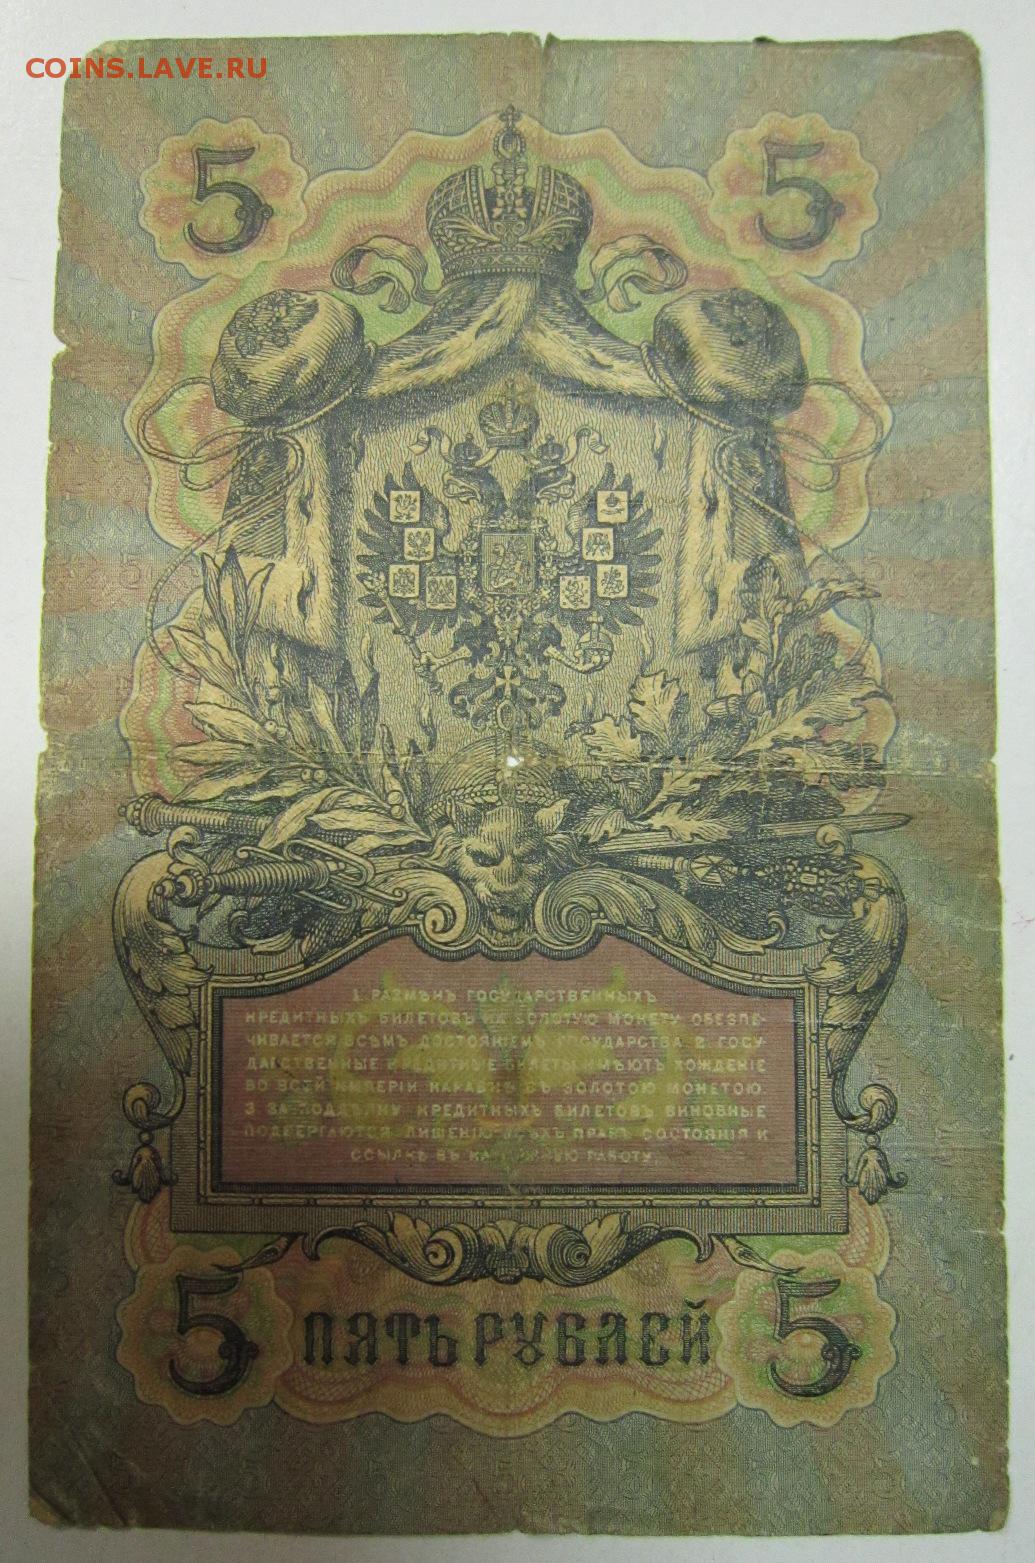 COINS.LAVE.RU
5 5
1. РАЗМѢНЪ ГОСУДАРСТВЕННЫХЪ
КРЕДИТНЫХЪ БИЛЕТОВЪ НА ЗОЛОТУЮ МОНЕТУ ОБЕЗПЕ-
ЧИВАЕТСЯ ВСѢМЪ ДОСТОЯНІЕМЪ ГОСУДАРСТВА 2. ГОСУ-
ДАРСТВЕННЫЕ КРЕДИТНЫЕ БИЛЕТЫ ИМѢЮТЪ ХОЖДЕНІЕ
ВО ВСЕЙ ИМПЕРІИ НАРАВНѢ СЪ ЗОЛОТОЮ МОНЕТОЮ
3 ЗА ПОДДѢЛКУ КРЕДИТНЫХЪ БИЛЕТОВЪ ВИНОВНЫЕ
ПОДВЕРГАЮТСЯ ЛИШЕНІЮ ВСѢХЪ ПРАВЪ СОСТОЯНІЯ И
ССЫЛКѢ ВЪ КАТОРЖНУЮ РАБОТУ.
5 ПЯТЬ РУБЛЕЙ 5